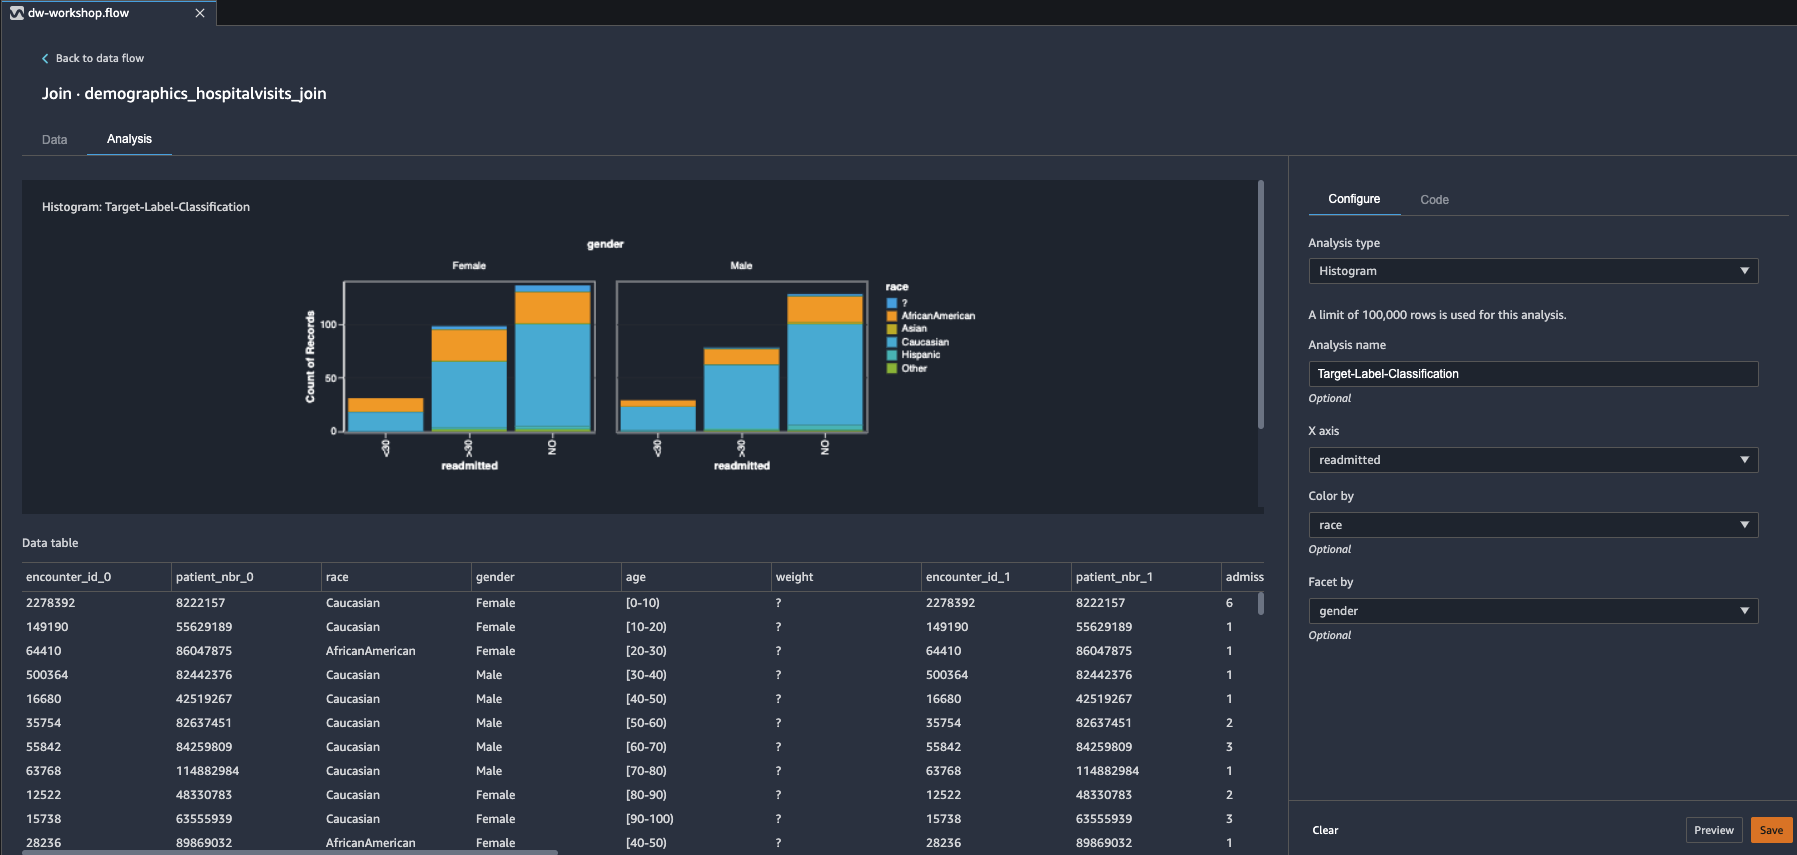 dw-workshop.flow
Back to data flow
Join · demographics_hospitalvisits_join
Data Analysis
Histogram: Target-Label-Classification
gender
Female Male
Count of Records
100
50
0
<30 >30 NO
readmitted
<30 >30 NO
readmitted
race
?
AfricanAmerican
Asian
Caucasian
Hispanic
Other
Data table
encounter_id_0 patient_nbr_0 race gender age weight encounter_id_1 patient_nbr_1 admiss
2278392 8222157 Caucasian Female [0-10) ? 2278392 8222157 6
149190 55629189 Caucasian Female [10-20) ? 149190 55629189 1
64410 86047875 AfricanAmerican Female [20-30) ? 64410 86047875 1
500364 82442376 Caucasian Male [30-40) ? 500364 82442376 1
16680 42519267 Caucasian Male [40-50) ? 16680 42519267 1
35754 82637451 Caucasian Male [50-60) ? 35754 82637451 2
55842 84259809 Caucasian Male [60-70) ? 55842 84259809 3
63768 114882984 Caucasian Male [70-80) ? 63768 114882984 1
12522 48330783 Caucasian Female [80-90) ? 12522 48330783 2
15738 63555939 Caucasian Female [90-100) ? 15738 63555939 3
28236 89869032 AfricanAmerican Female [40-50) ? 28236 89869032 1
Configure Code
Analysis type
Histogram
A limit of 100,000 rows is used for this analysis.
Analysis name
Target-Label-Classification
Optional
X axis
readmitted
Color by
race
Optional
Facet by
gender
Optional
Clear Preview Save